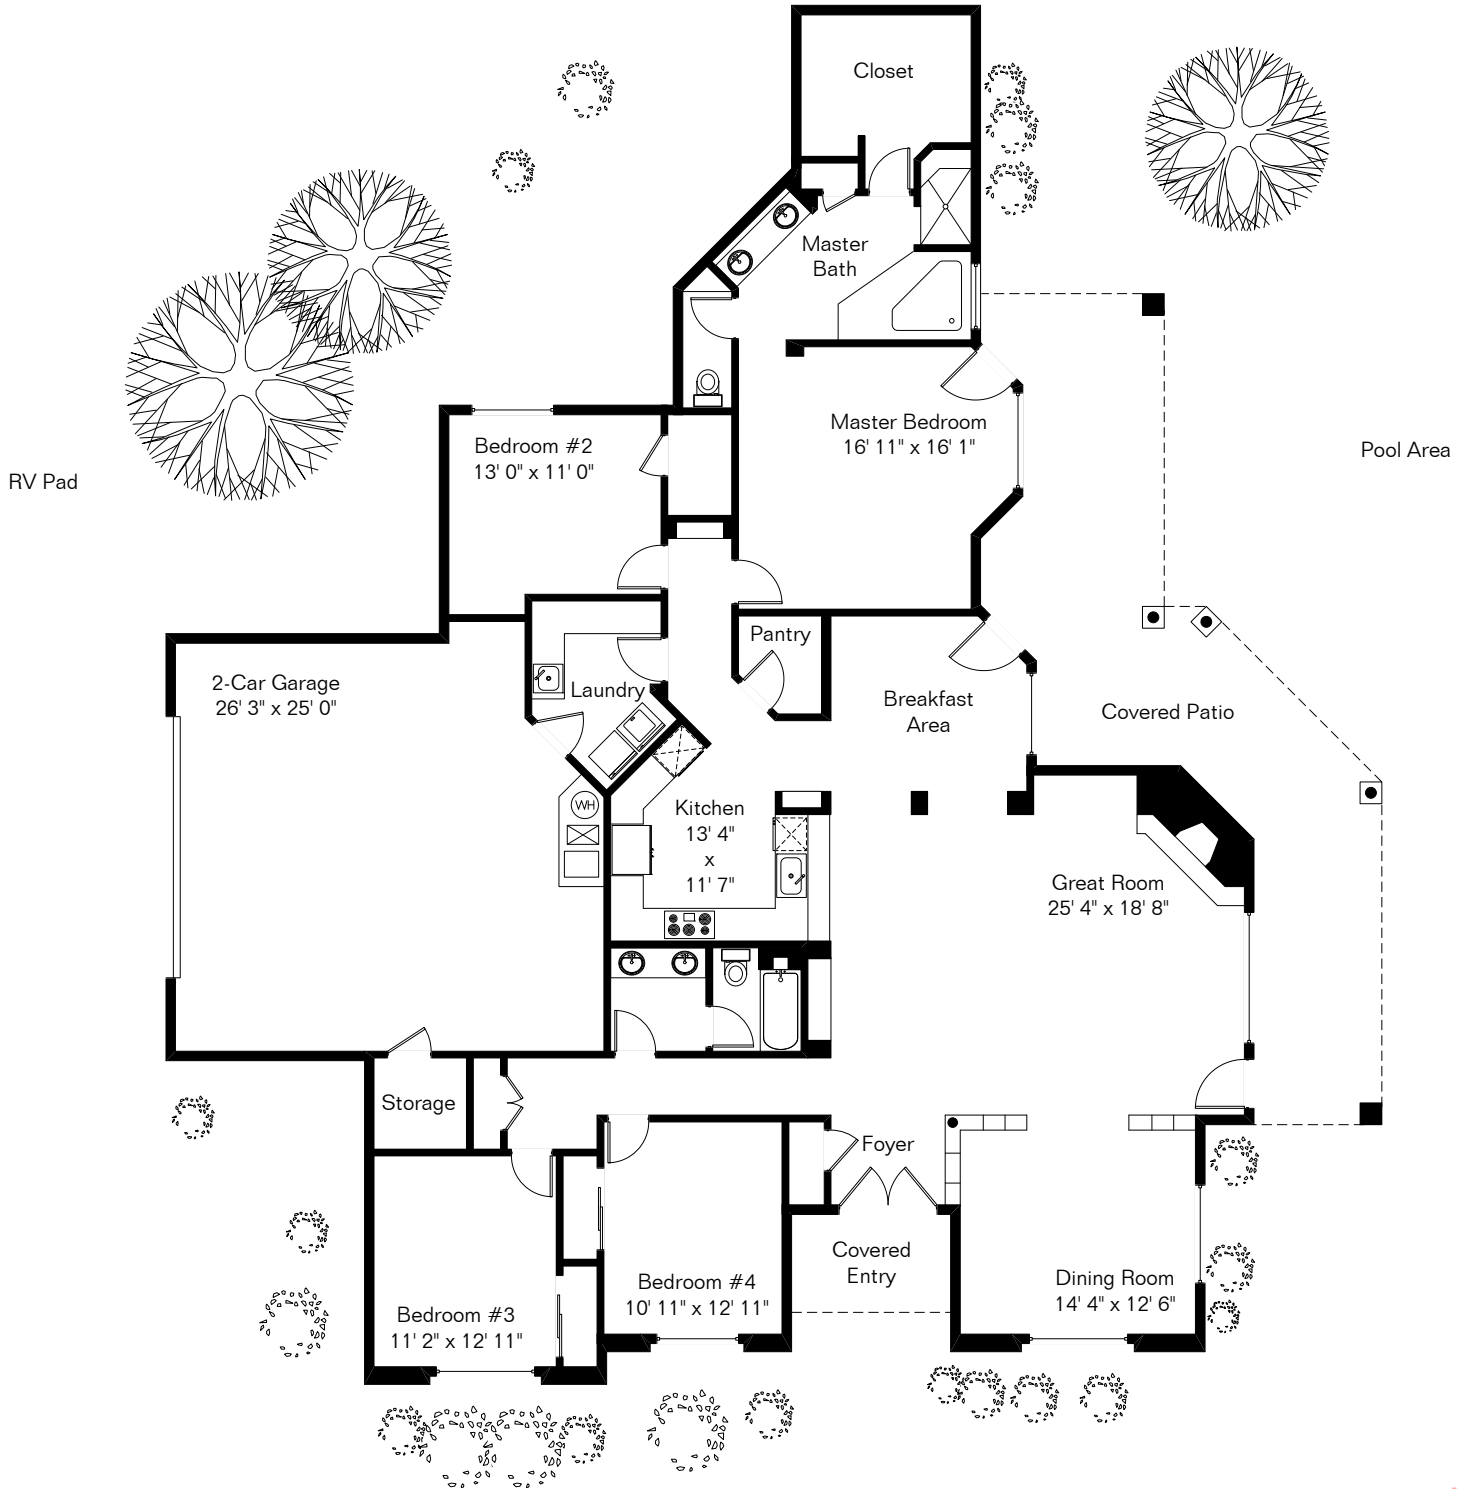 Closet
Master
Bath
Master Bedroom
16' 11" x 16' 1"
Bedroom #2
13' 0" x 11' 0"
Pool Area
RV Pad
Pantry
2-Car Garage
26' 3" x 25' 0"
Laundry
Breakfast
Area
Covered Patio
WH
Kitchen
13' 4"
x
11' 7"
Great Room
25' 4" x 18' 8"
Storage
Foyer
Covered
Entry
Bedroom #4
10' 11" x 12' 11"
Dining Room
14' 4" x 12' 6"
Bedroom #3
11' 2" x 12' 11"